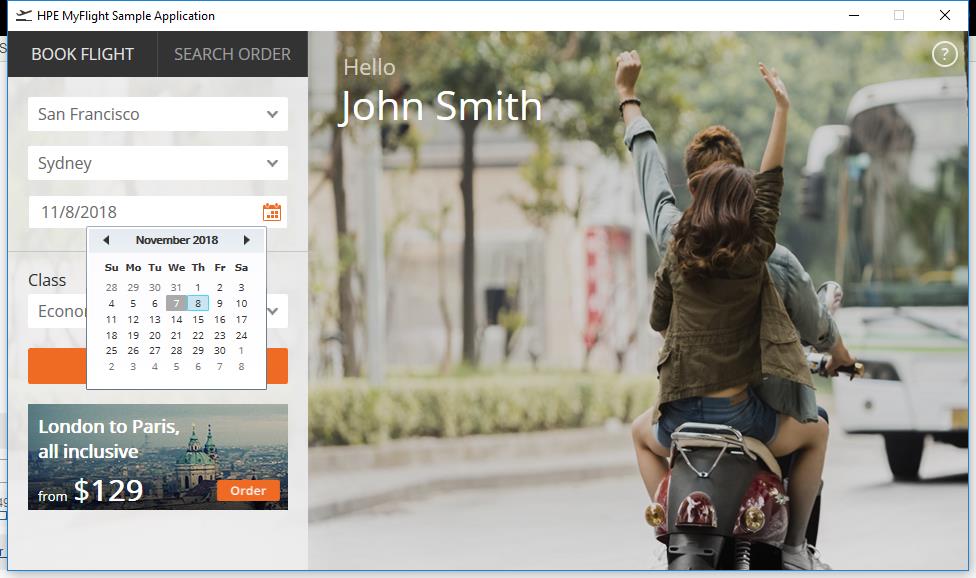 HPE MyFlight Sample Application
BOOK FLIGHT
SEARCH ORDER
?
Hello
John Smith
San Francisco
Sydney
11/8/2018
November 2018
Su Mo Tu We Th Fr Sa
28 29 30 31 1 2 3
4 5 6 7 8 9 10
11 12 13 14 15 16 17
18 19 20 21 22 23 24
25 26 27 28 29 30 1
2 3 4 5 6 7 8
Class
Econo
London to Paris,
all inclusive
from $129
Order